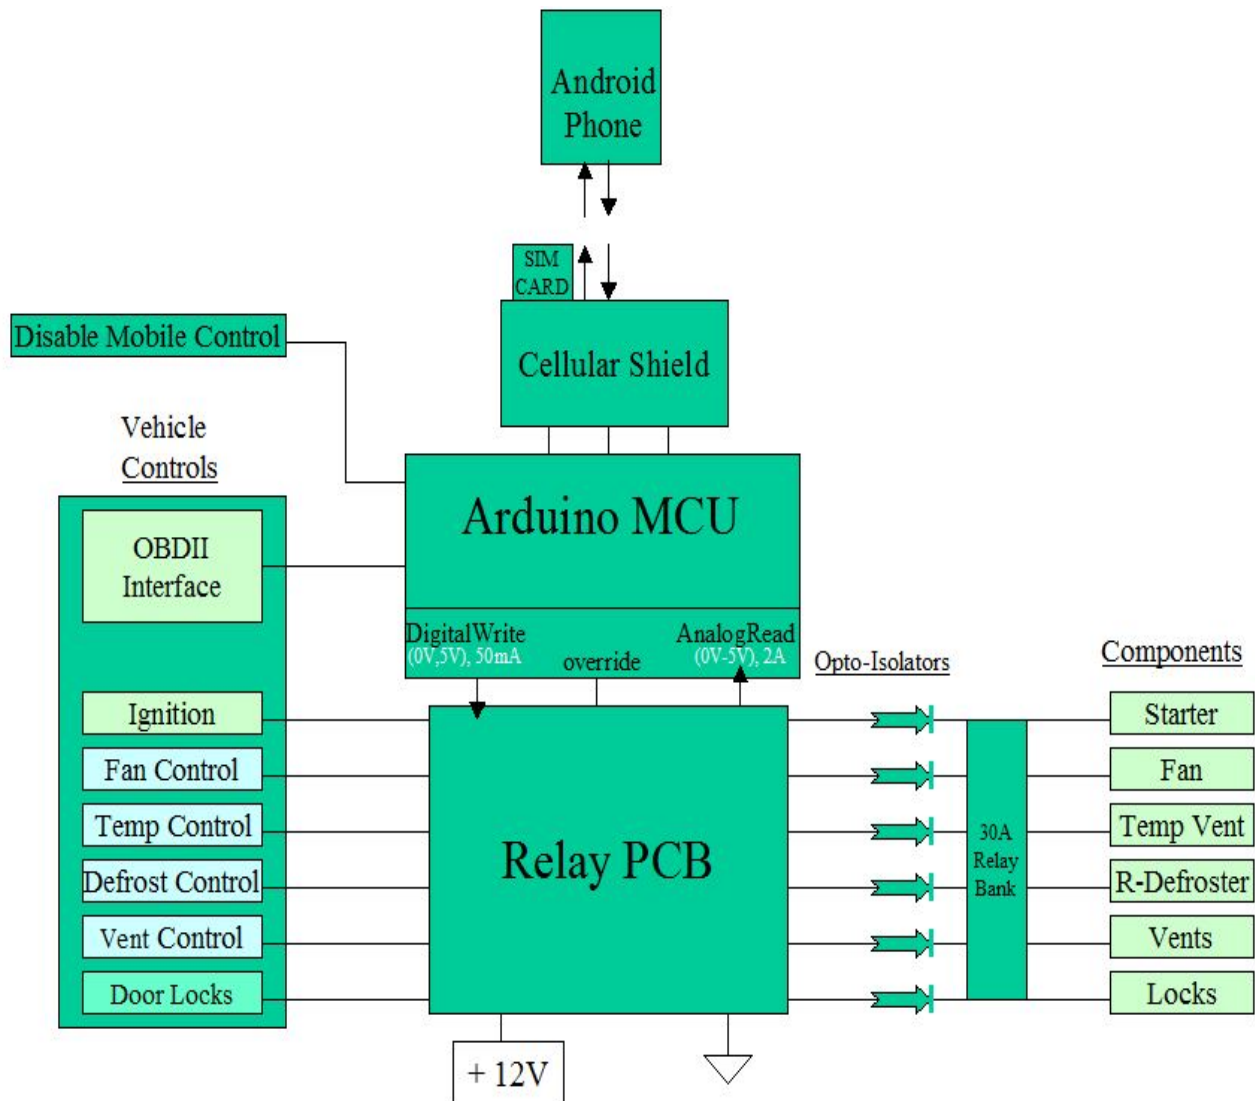 Android
Phone
SIM
CARD
Cellular Shield
Disable Mobile Control
Vehicle
Controls
OBDII
Interface
Arduino MCU
DigitalWrite
(0V,5V), 50mA
override
AnalogRead
(0V-5V), 2A
Opto-Isolators
Components
Ignition
Fan Control
Temp Control
Defrost Control
Vent Control
Door Locks
Relay PCB
30A
Relay
Bank
Starter
Fan
Temp Vent
R-Defroster
Vents
Locks
+ 12V